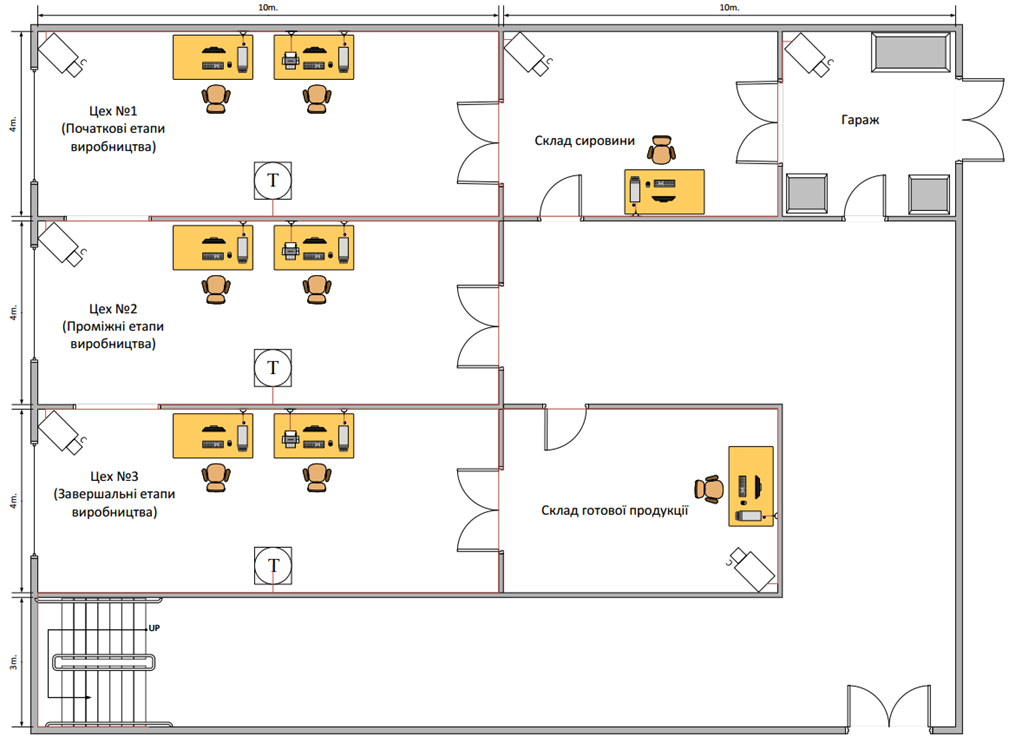 10m.
10m.
4m.
Цех №1
(Початкові етапи
виробництва)
T
Склад сировини
Гараж
4m.
Цех №2
(Проміжні етапи
виробництва)
T
4m.
Цех №3
(Завершальні етапи
виробництва)
T
Склад готової продукції
3m.
UP